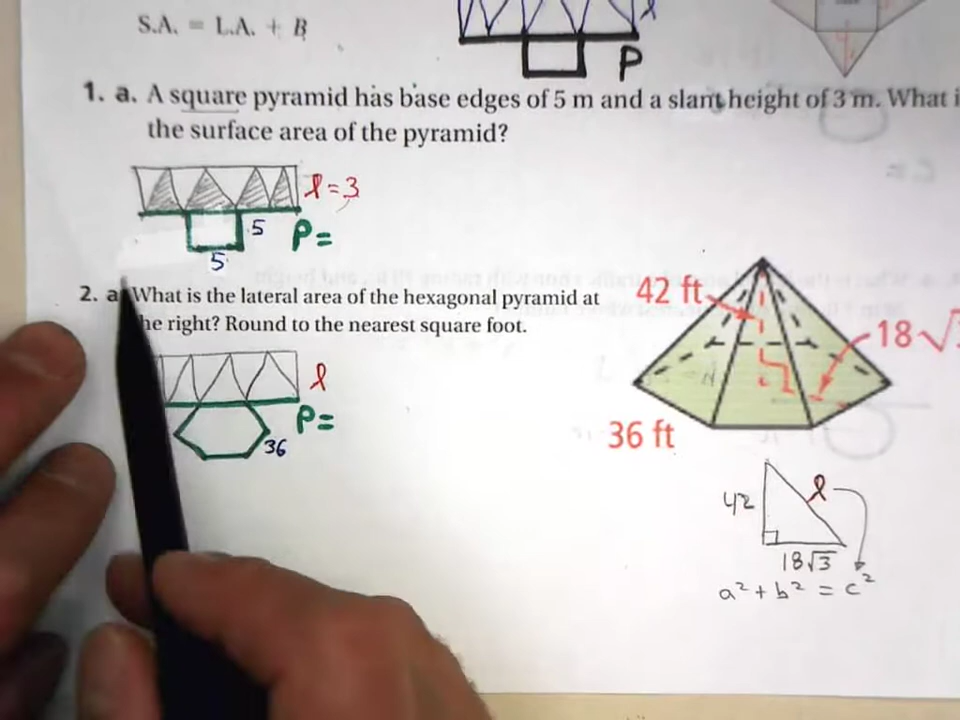 S.A. = L.A. + B
P
1. a. A square pyramid has base edges of 5 m and a slant height of 3 m. What i
the surface area of the pyramid?
l = 3
5
P =
5
2. a What is the lateral area of the hexagonal pyramid at
he right? Round to the nearest square foot.
42 ft
18√
l
P =
36
36 ft
42
l
18√3
a² + b² = c²